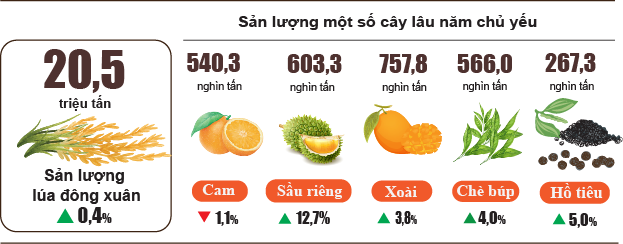 Sản lượng một số cây lâu năm chủ yếu
20,5
triệu tấn
Sản lượng
lúa đông xuân
▲ 0,4%
540,3 603,3 757,8 566,0 267,3
nghìn tấn nghìn tấn nghìn tấn nghìn tấn nghìn tấn
Cam Sầu riêng Xoài Chè búp Hồ tiêu
▼ 1,1% ▲ 12,7% ▲ 3,8% ▲ 4,0% ▲ 5,0%